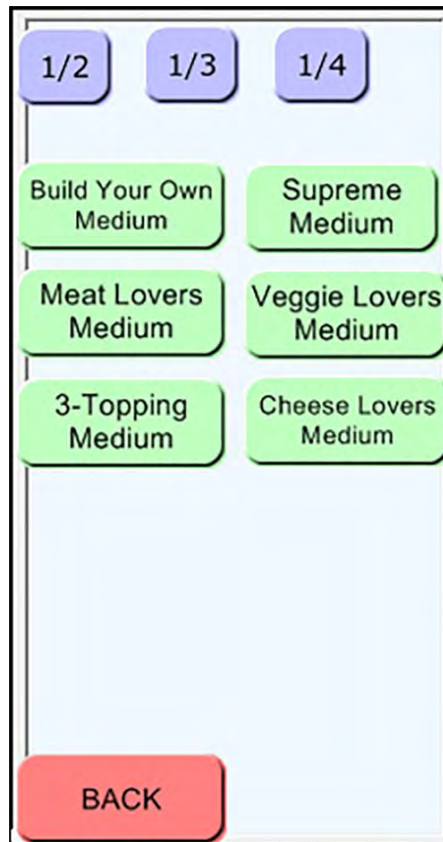 1/2 1/3 1/4
Build Your Own
Medium
Supreme
Medium
Meat Lovers
Medium
Veggie Lovers
Medium
3-Topping
Medium
Cheese Lovers
Medium
BACK